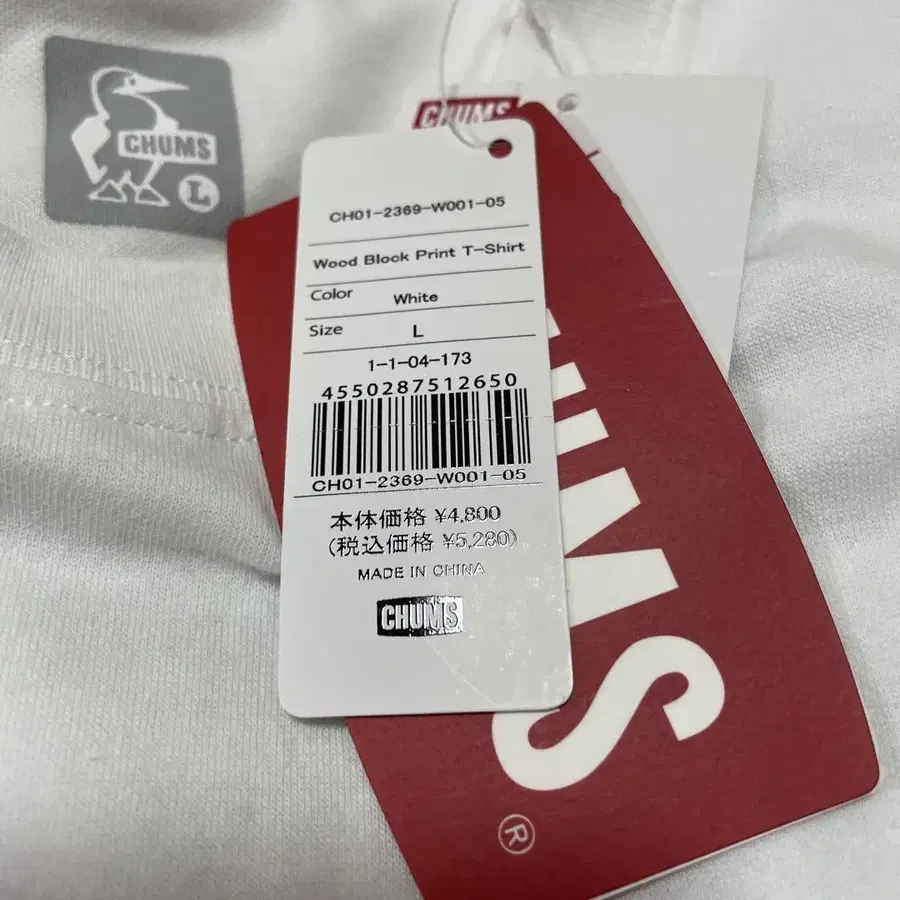 CHUMS
L
CHUMS
CH01-2369-W001-05
Wood Block Print T-Shirt
Color White
Size L
1-1-04-173
4550287512650
CH01-2369-W001-05
本体価格 ¥4,800
(税込価格 ¥5,280)
MADE IN CHINA
CHUMS
UMS
®